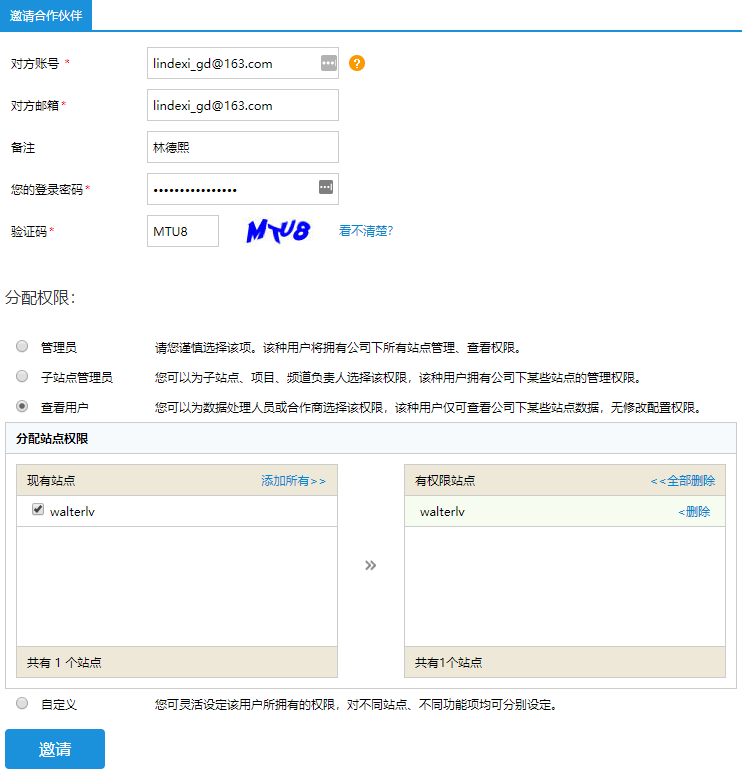 邀请合作伙伴
对方账号 * lindexi_gd@163.com ?
对方邮箱* lindexi_gd@163.com
备注 林德熙
您的登录密码* ••••••••••••••••
验证码* MTU8 MTU8 看不清楚?
分配权限：
管理员 请您谨慎选择该项。该种用户将拥有公司下所有站点管理、查看权限。
子站点管理员 您可以为子站点、项目、频道负责人选择该权限，该种用户拥有公司下某些站点的管理权限。
查看用户 您可以为数据处理人员或合作商选择该权限，该种用户仅可查看公司下某些站点数据，无修改配置权限。
分配站点权限
现有站点 添加所有>> 有权限站点 <<全部删除
walterlv walterlv <删除
»
共有 1 个站点 共有1个站点
自定义 您可灵活设定该用户所拥有的权限，对不同站点、不同功能项均可分别设定。
邀请